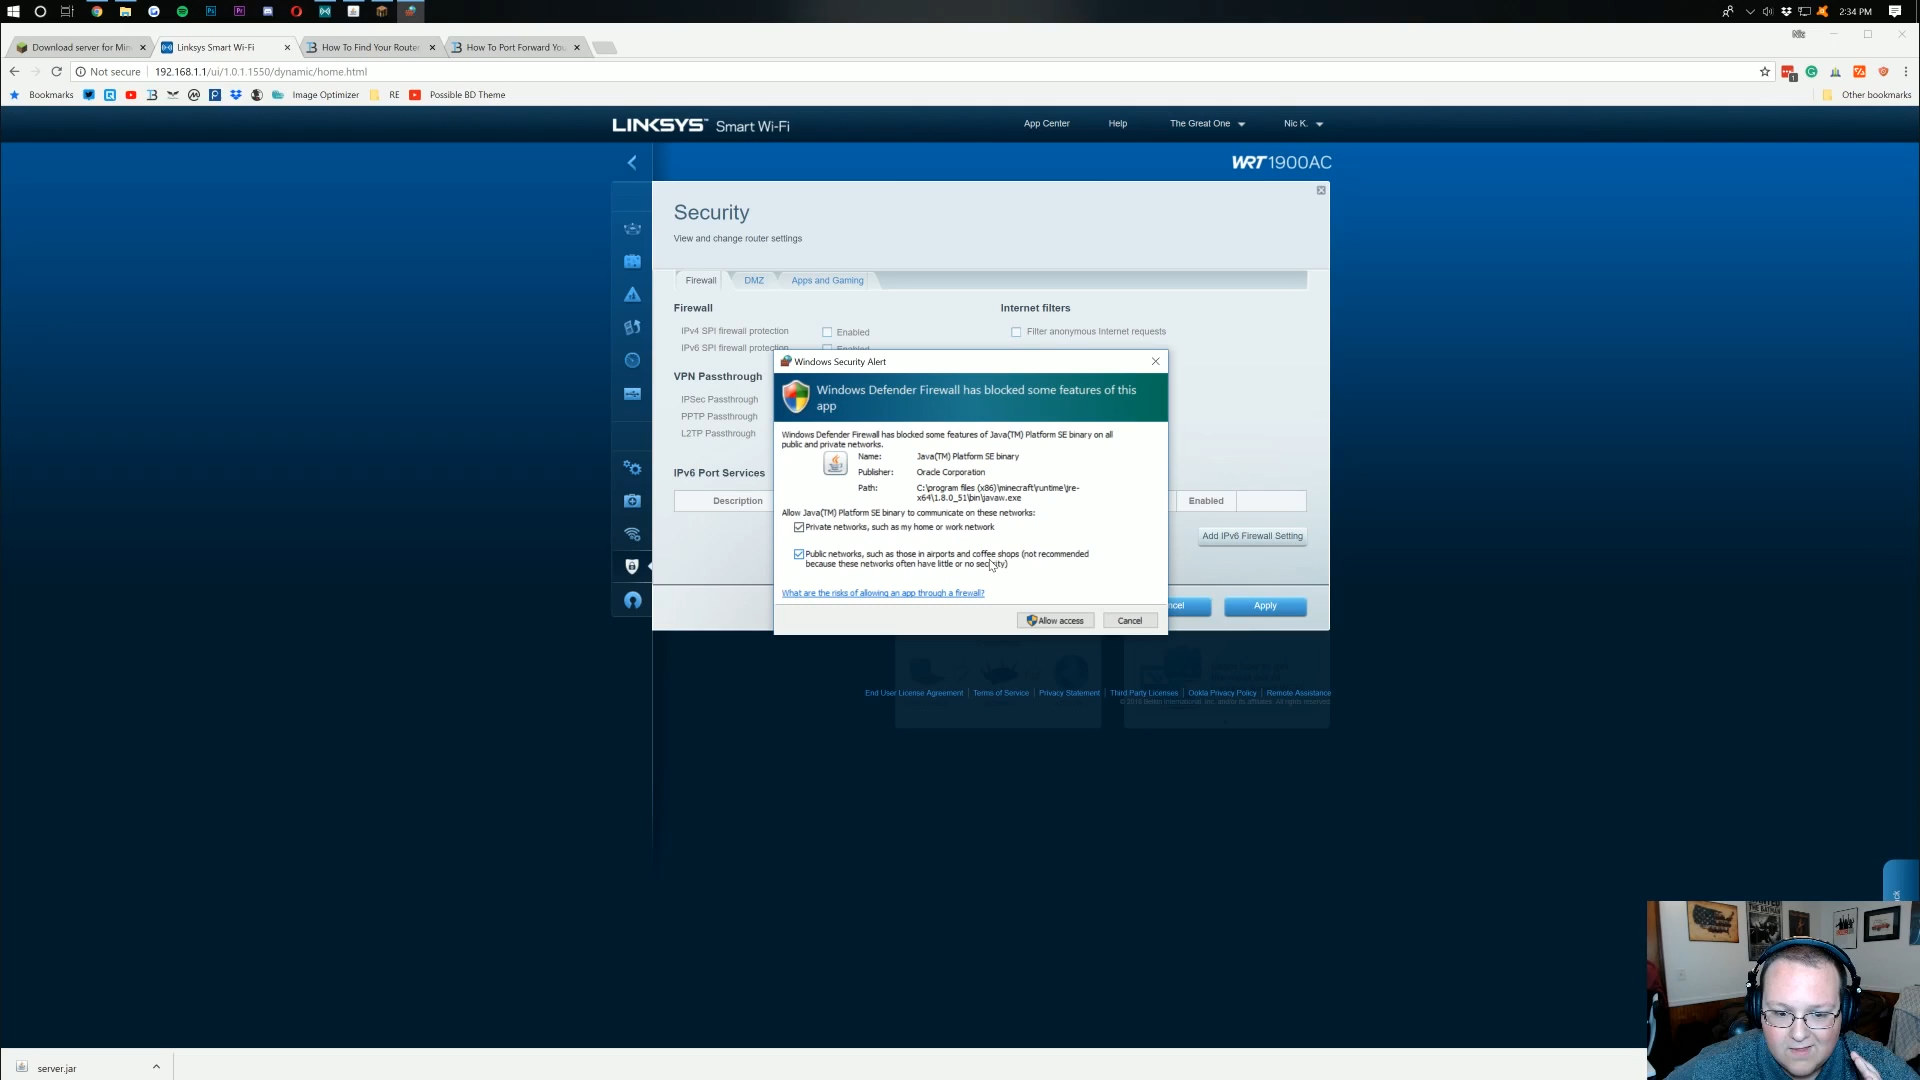 2:34 PM
Download server for Min
Linksys Smart Wi-Fi
How To Find Your Router
How To Port Forward You
Nic
Not secure
192.168.1.1/ui/1.0.1.1550/dynamic/home.html
Bookmarks
Image Optimizer
RE
Possible BD Theme
Other bookmarks
LINKSYS™ Smart Wi-Fi
App Center
Help
The Great One
Nic K.
WRT1900AC
Security
View and change router settings
Firewall
DMZ
Apps and Gaming
Firewall
Internet filters
IPv4 SPI firewall protection
Enabled
Filter anonymous Internet requests
IPv6 SPI firewall protection
Enabled
VPN Passthrough
IPSec Passthrough
PPTP Passthrough
L2TP Passthrough
IPv6 Port Services
Description
Enabled
Add IPv6 Firewall Setting
Apply
Windows Security Alert
Windows Defender Firewall has blocked some features of this
app
Windows Defender Firewall has blocked some features of Java(TM) Platform SE binary on all
public and private networks.
Name: Java(TM) Platform SE binary
Publisher: Oracle Corporation
Path: C:\program files (x86)\minecraft\runtime\jre-
x64\1.8.0_51\bin\javaw.exe
Allow Java(TM) Platform SE binary to communicate on these networks:
Private networks, such as my home or work network
Public networks, such as those in airports and coffee shops (not recommended
because these networks often have little or no security)
What are the risks of allowing an app through a firewall?
Allow access
Cancel
End User License Agreement | Terms of Service | Privacy Statement | Third Party Licenses | Ookla Privacy Policy | Remote Assistance
server.jar